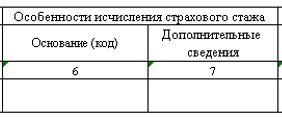 Особенности исчисления страхового стажа
Основание (код)
Дополнительные
сведения
6
7